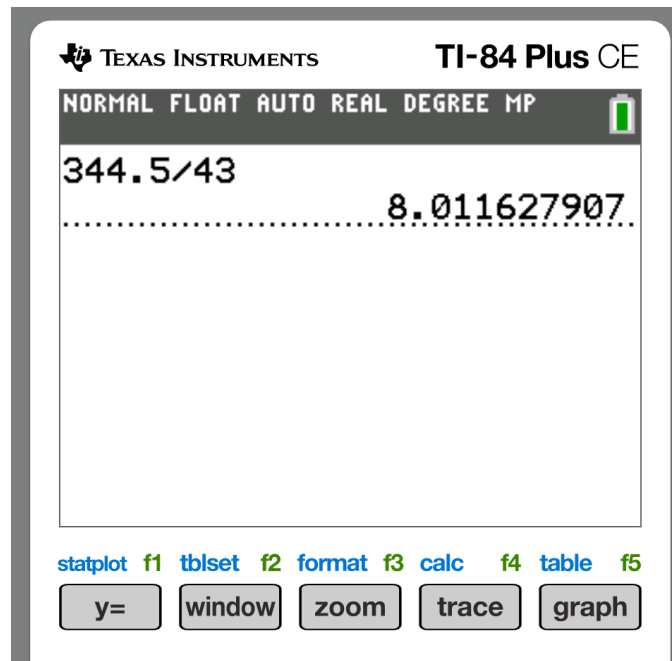 TEXAS INSTRUMENTS TI-84 Plus CE
NORMAL FLOAT AUTO REAL DEGREE MP
344.5/43
8.011627907
statplot f1 tblset f2 format f3 calc f4 table f5
y= window zoom trace graph